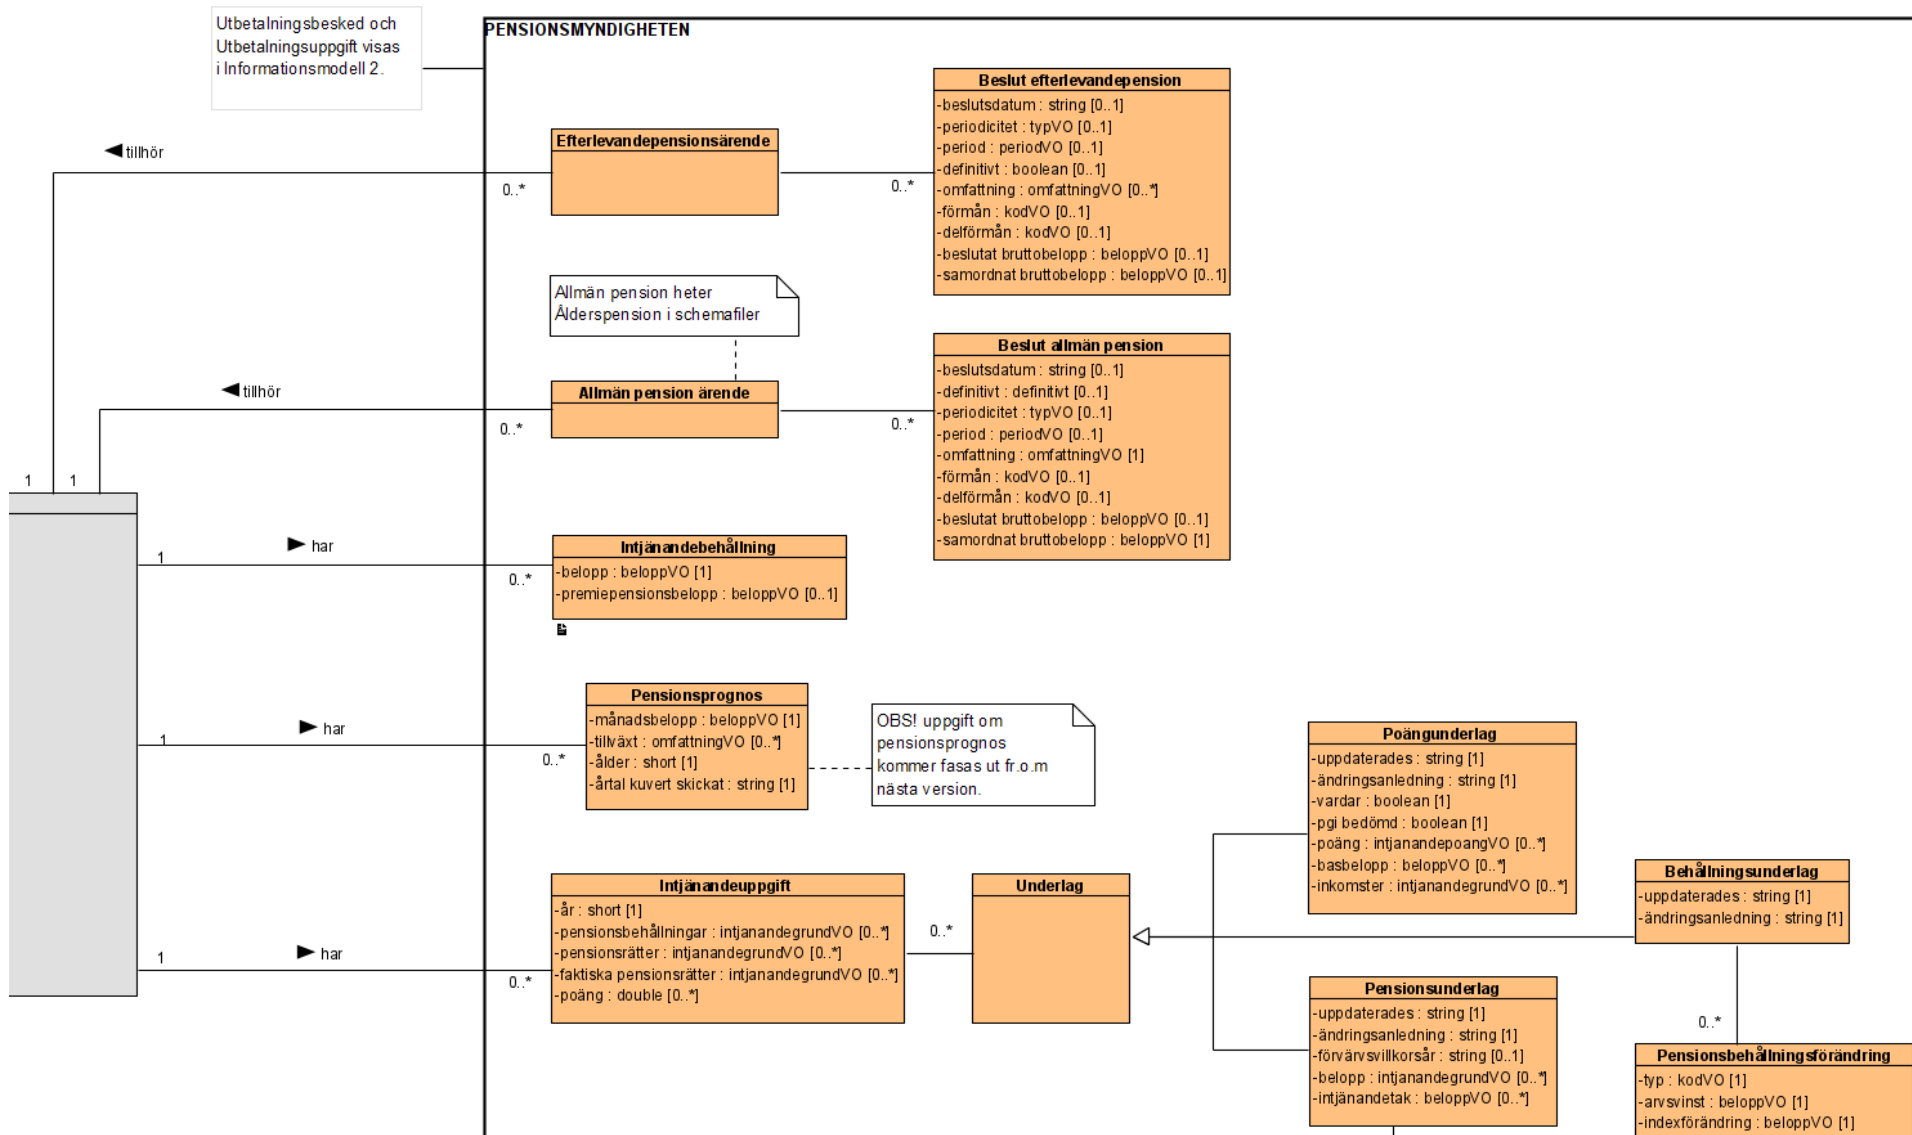 Utbetalningsbesked och
Utbetalningsuppgift visas
i Informationsmodell 2.
PENSIONSMYNDIGHETEN
Beslut efterlevandepension
-beslutsdatum : string [0..1]
-periodicitet : typVO [0..1]
-period : periodVO [0..1]
-definitivt : boolean [0..1]
-omfattning : omfattningVO [0..*]
-förmån : kodVO [0..1]
-delförmån : kodVO [0..1]
-beslutat bruttobelopp : beloppVO [0..1]
-samordnat bruttobelopp : beloppVO [0..1]
Efterlevandepensionsärende
tillhör
0..*
0..*
Allmän pension heter
Ålderspension i schemafiler
Beslut allmän pension
-beslutsdatum : string [0..1]
-definitivt : definitivt [0..1]
-periodicitet : typVO [0..1]
-period : periodVO [0..1]
-omfattning : omfattningVO [1]
-förmån : kodVO [0..1]
-delförmån : kodVO [0..1]
-beslutat bruttobelopp : beloppVO [0..1]
-samordnat bruttobelopp : beloppVO [1]
Allmän pension ärende
tillhör
0..*
0..*
1
1
har
1
0..*
Intjänandebehållning
-belopp : beloppVO [1]
-premiepensionsbelopp : beloppVO [0..1]
har
1
0..*
Pensionsprognos
-månadsbelopp : beloppVO [1]
-tillväxt : omfattningVO [0..*]
-ålder : short [1]
-årtal kuvert skickat : string [1]
OBS! uppgift om
pensionsprognos
kommer fasas ut fr.o.m
nästa version.
Poängunderlag
-uppdaterades : string [1]
-ändringsanledning : string [1]
-vardar : boolean [1]
-pgi bedömd : boolean [1]
-poäng : intjanandepoangVO [0..*]
-basbelopp : beloppVO [0..*]
-inkomster : intjanandegrundVO [0..*]
har
1
0..*
Intjänandeuppgift
-år : short [1]
-pensionsbehållningar : intjanandegrundVO [0..*]
-pensionsrätter : intjanandegrundVO [0..*]
-faktiska pensionsrätter : intjanandegrundVO [0..*]
-poäng : double [0..*]
0..*
Underlag
Behållningsunderlag
-uppdaterades : string [1]
-ändringsanledning : string [1]
Pensionsunderlag
-uppdaterades : string [1]
-ändringsanledning : string [1]
-förvärvsvillkorsår : string [0..1]
-belopp : intjanandegrundVO [0..*]
-intjänandetak : beloppVO [0..*]
0..*
Pensionsbehållningsförändring
-typ : kodVO [1]
-arvsvinst : beloppVO [1]
-indexförändring : beloppVO [1]